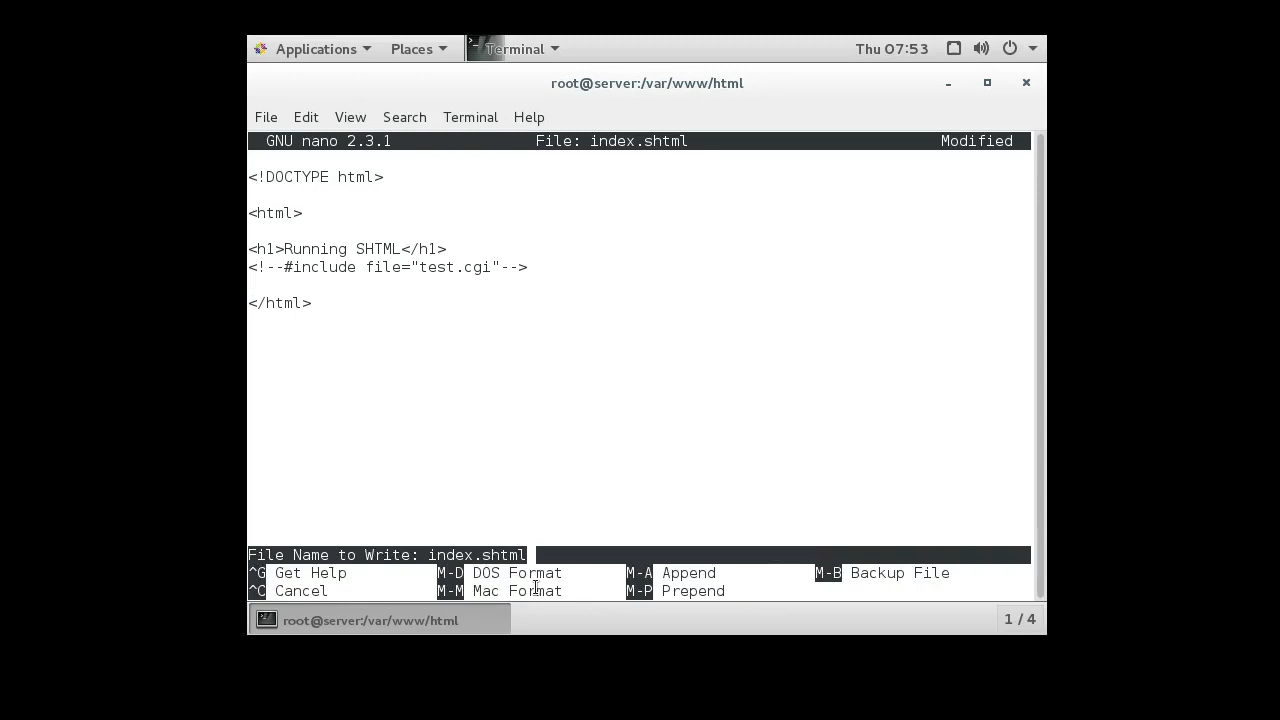 Applications Places Terminal Thu 07:53
root@server:/var/www/html
File Edit View Search Terminal Help
GNU nano 2.3.1 File: index.shtml Modified
<!DOCTYPE html>
<html>
<h1>Running SHTML</h1>
<!--#include file="test.cgi"-->
</html>
File Name to Write: index.shtml
^G Get Help M-D DOS Format M-A Append M-B Backup File
^C Cancel M-M Mac Format M-P Prepend
root@server:/var/www/html 1 / 4